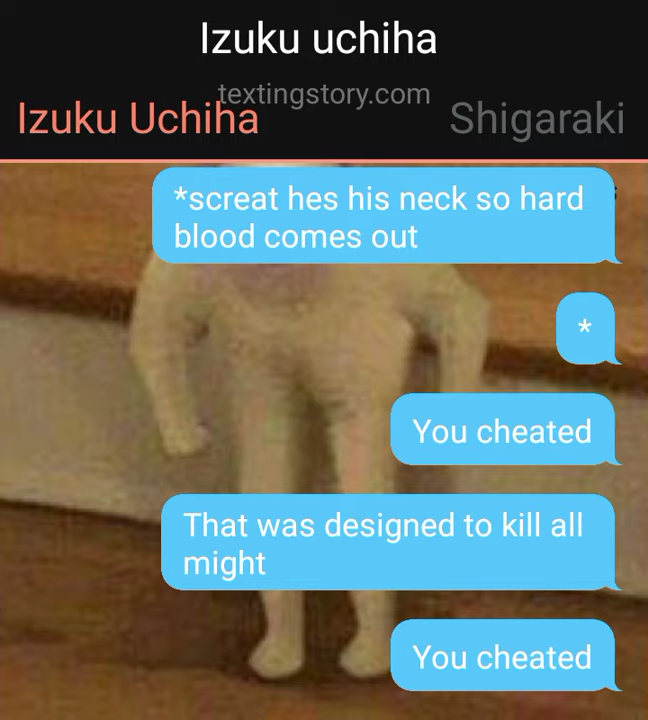 Izuku uchiha
textingstory.com
Izuku Uchiha
Shigaraki
*screat hes his neck so hard
blood comes out
*
You cheated
That was designed to kill all
might
You cheated